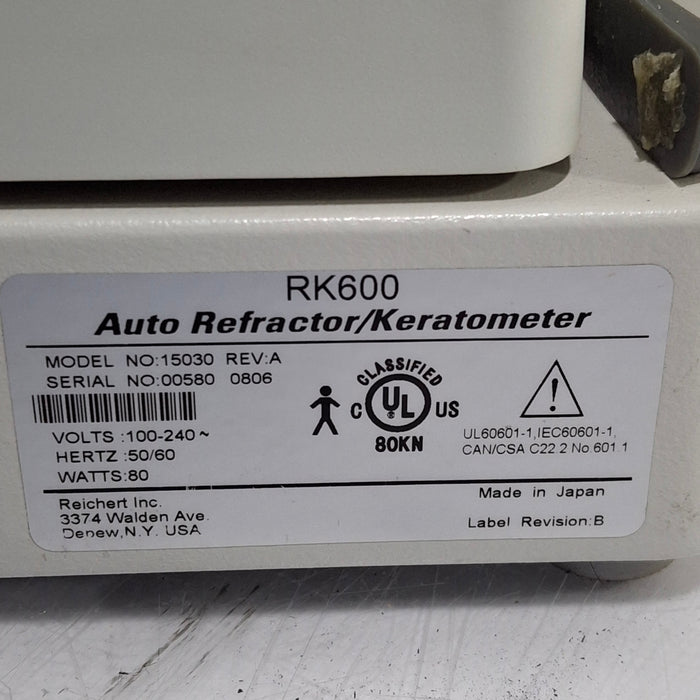 RK600
Auto Refractor/Keratometer
MODEL NO:15030 REV:A
SERIAL NO:00580 0806
VOLTS :100-240~
HERTZ :50/60
WATTS:80
CLASSIFIED
C UL US
80KN
UL60601-1,IEC60601-1,
CAN/CSA C22.2 No.601.1
Reichert Inc.
3374 Walden Ave.
Depew,N.Y. USA
Made in Japan
Label Revision:B